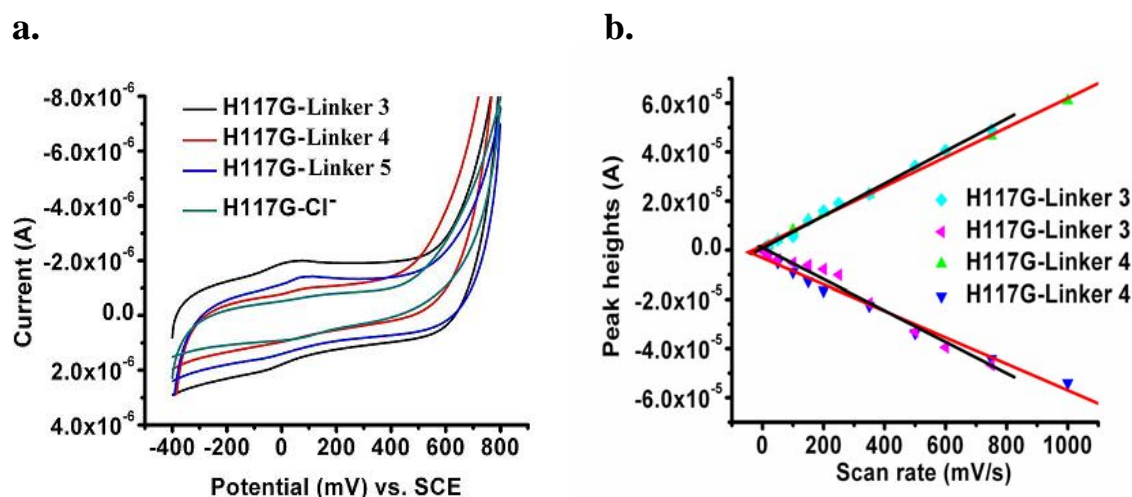 a.
b.
-8.0x10⁻⁶
-6.0x10⁻⁶
-4.0x10⁻⁶
-2.0x10⁻⁶
0.0
2.0x10⁻⁶
4.0x10⁻⁶
Current (A)
H117G-Linker 3
H117G-Linker 4
H117G-Linker 5
H117G-Cl⁻
-400 -200 0 200 400 600 800
Potential (mV) vs. SCE
6.0x10⁻⁵
4.0x10⁻⁵
2.0x10⁻⁵
0.0
-2.0x10⁻⁵
-4.0x10⁻⁵
-6.0x10⁻⁵
Peak heights (A)
H117G-Linker 3
H117G-Linker 3
H117G-Linker 4
H117G-Linker 4
0 200 400 600 800 1000
Scan rate (mV/s)